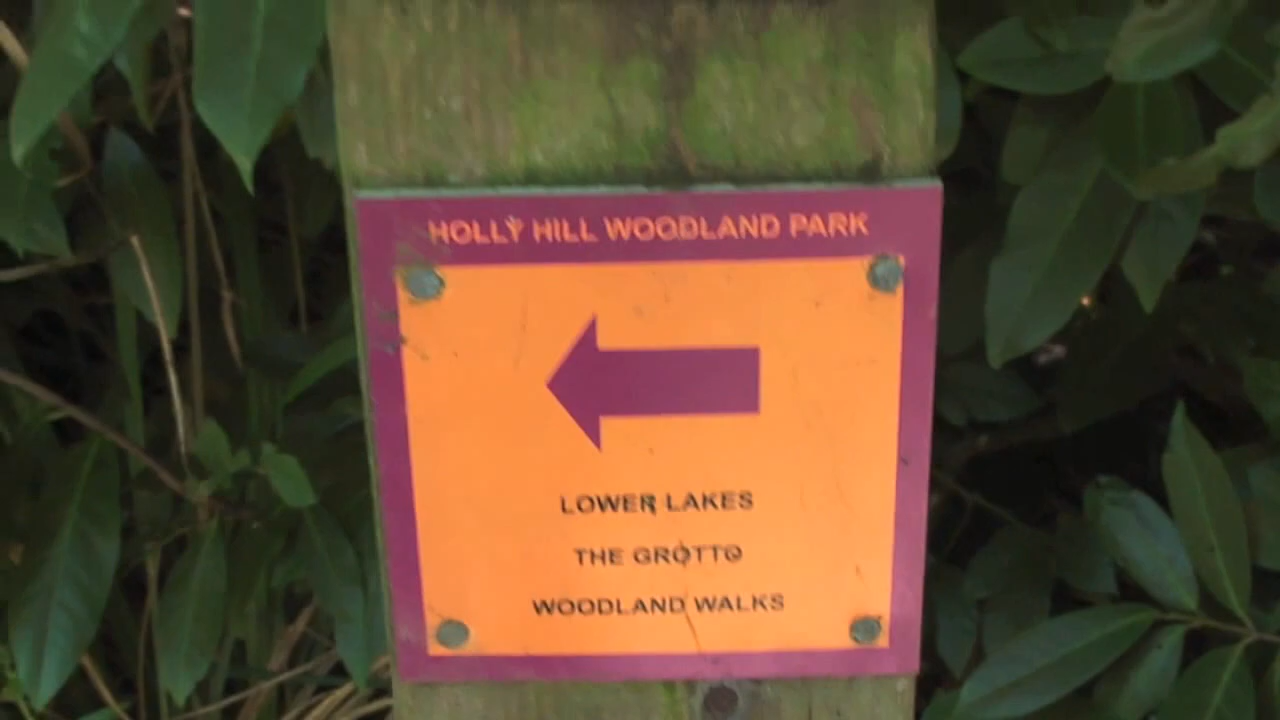 HOLLY HILL WOODLAND PARK
LOWER LAKES
THE GROTTO
WOODLAND WALKS